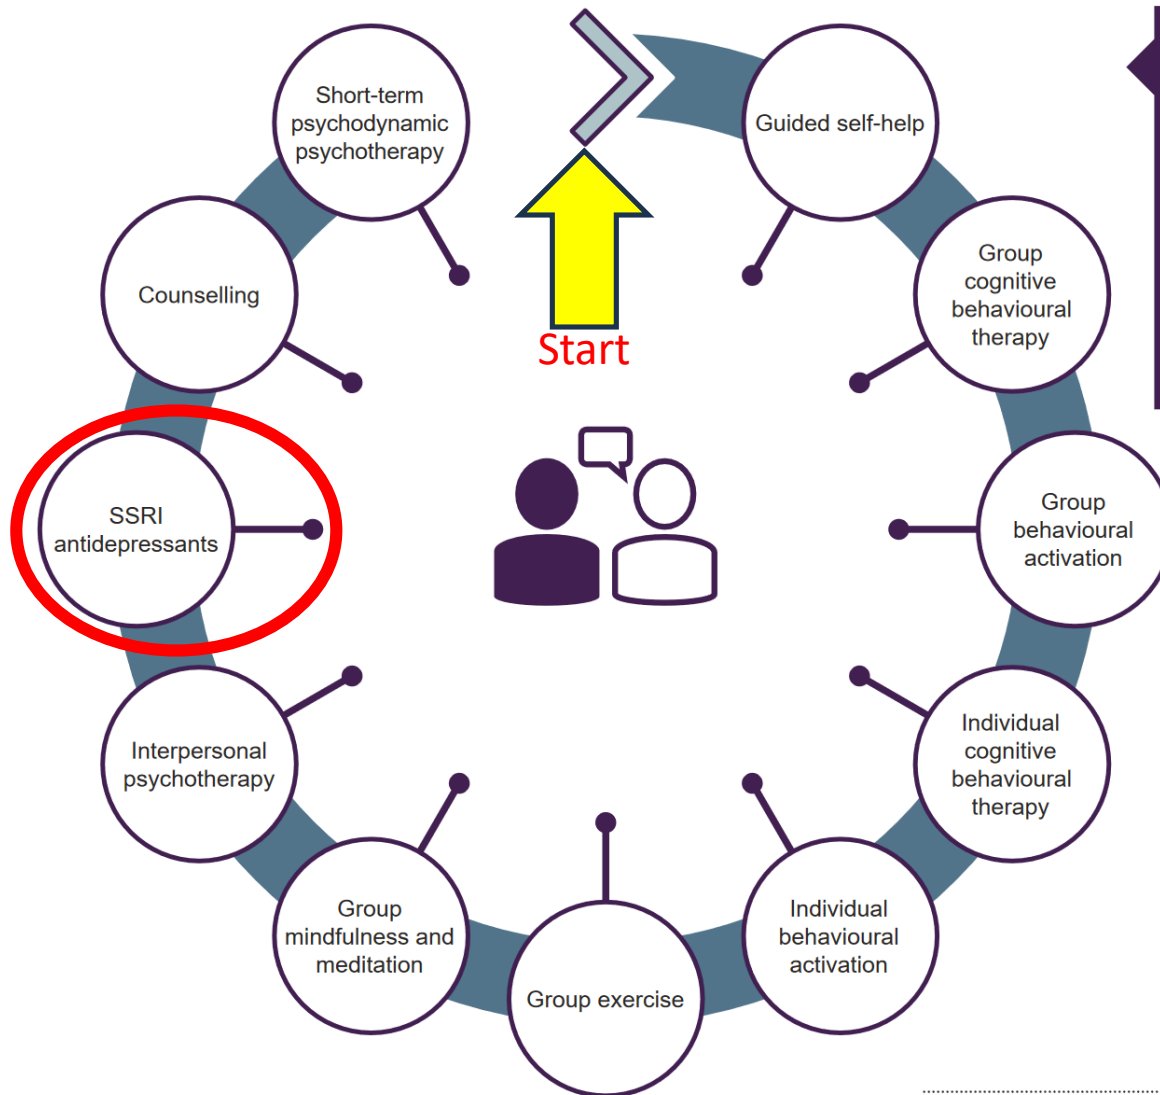 Start
Guided self-help
Group
cognitive
behavioural
therapy
Group
behavioural
activation
Individual
cognitive
behavioural
therapy
Individual
behavioural
activation
Group exercise
Group
mindfulness and
meditation
Interpersonal
psychotherapy
SSRI
antidepressants
Counselling
Short-term
psychodynamic
psychotherapy